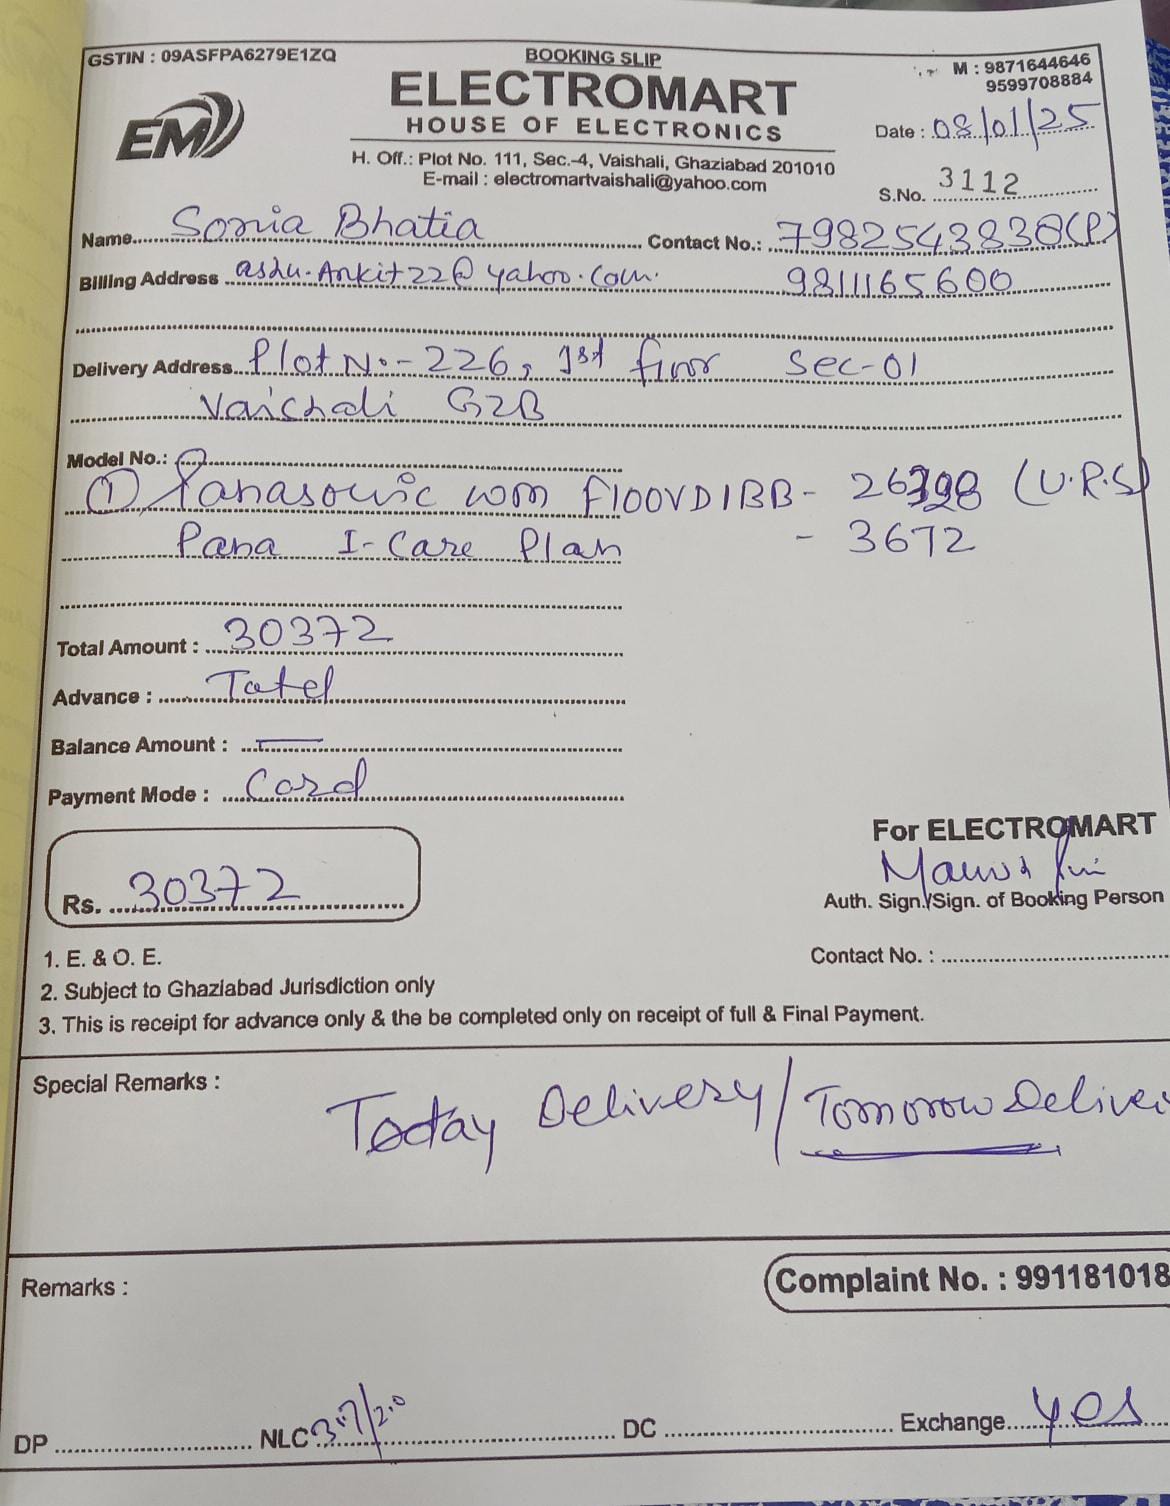 GSTIN : 09ASFPA6279E1ZQ
BOOKING SLIP
M : 9871644646
9599708884
EM
ELECTROMART
HOUSE OF ELECTRONICS
Date : 08/01/25
H. Off.: Plot No. 111, Sec.-4, Vaishali, Ghaziabad 201010
E-mail : electromartvaishali@yahoo.com
S.No. 3112
Name Sonia Bhatia Contact No.: 7982543838(P)
Billing Address ashu.Ankit22@yahoo.com. 9811165600
Delivery Address Plot No.-226, 1st floor Sec-01
Vaishali GZB
Model No.:
① Panasonic wom F100VD1BB - (U.P.S)
Pana I-Care Plan - 3672
Total Amount : 30372
Advance : Total
Balance Amount : —
Payment Mode : Card
Rs. 30372
For ELECTROMART
Auth. Sign./Sign. of Booking Person
Contact No. :
1. E. & O. E.
2. Subject to Ghaziabad Jurisdiction only
3. This is receipt for advance only & the be completed only on receipt of full & Final Payment.
Special Remarks :
Today Delivery/Tomorrow Deliver
Remarks :
Complaint No. : 991181018
DP NLC DC Exchange Yes